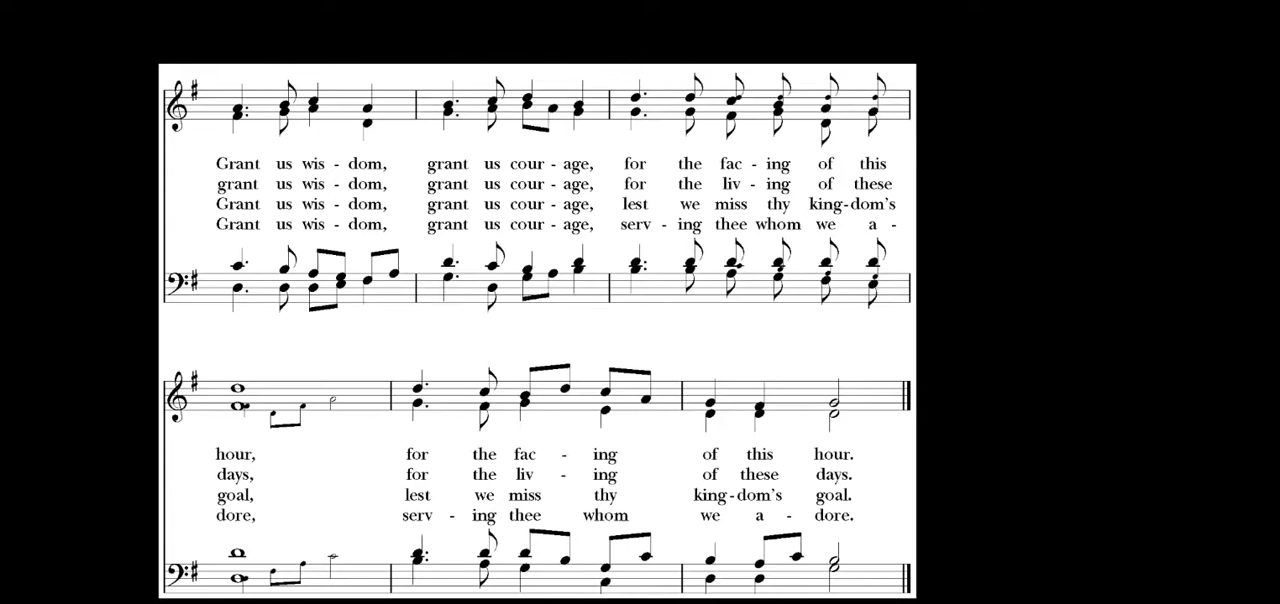 Grant us wis - dom, grant us cour - age, for the fac - ing of this
grant us wis - dom, grant us cour - age, for the liv - ing of these
Grant us wis - dom, grant us cour - age, lest we miss thy king - dom's
Grant us wis - dom, grant us cour - age, serv - ing thee whom we a -
hour, for the fac - ing of this hour.
days, for the liv - ing of these days.
goal, lest we miss thy king - dom's goal.
dore, serv - ing thee whom we a - dore.